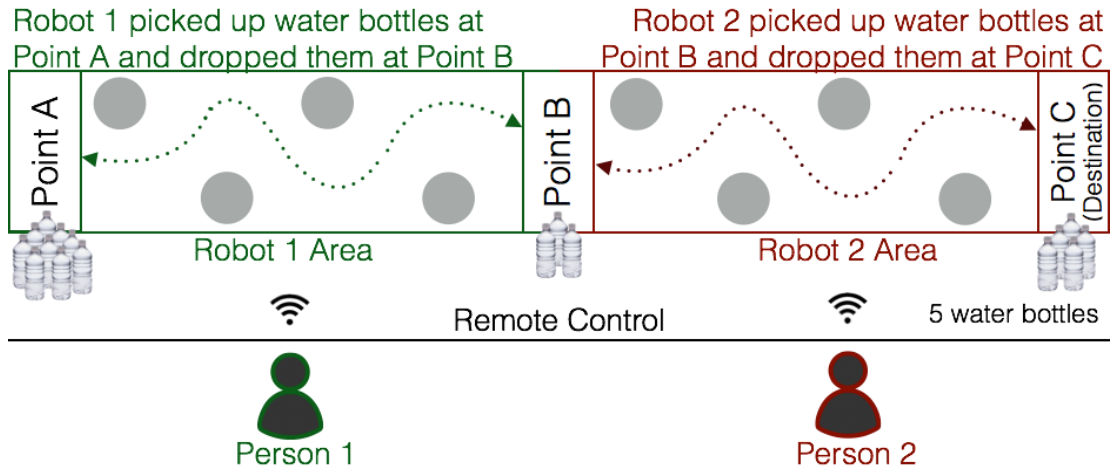 Robot 1 picked up water bottles at
Point A and dropped them at Point B
Robot 2 picked up water bottles at
Point B and dropped them at Point C
Point A
Point B
Point C
(Destination)
Robot 1 Area
Robot 2 Area
Remote Control
5 water bottles
Person 1
Person 2